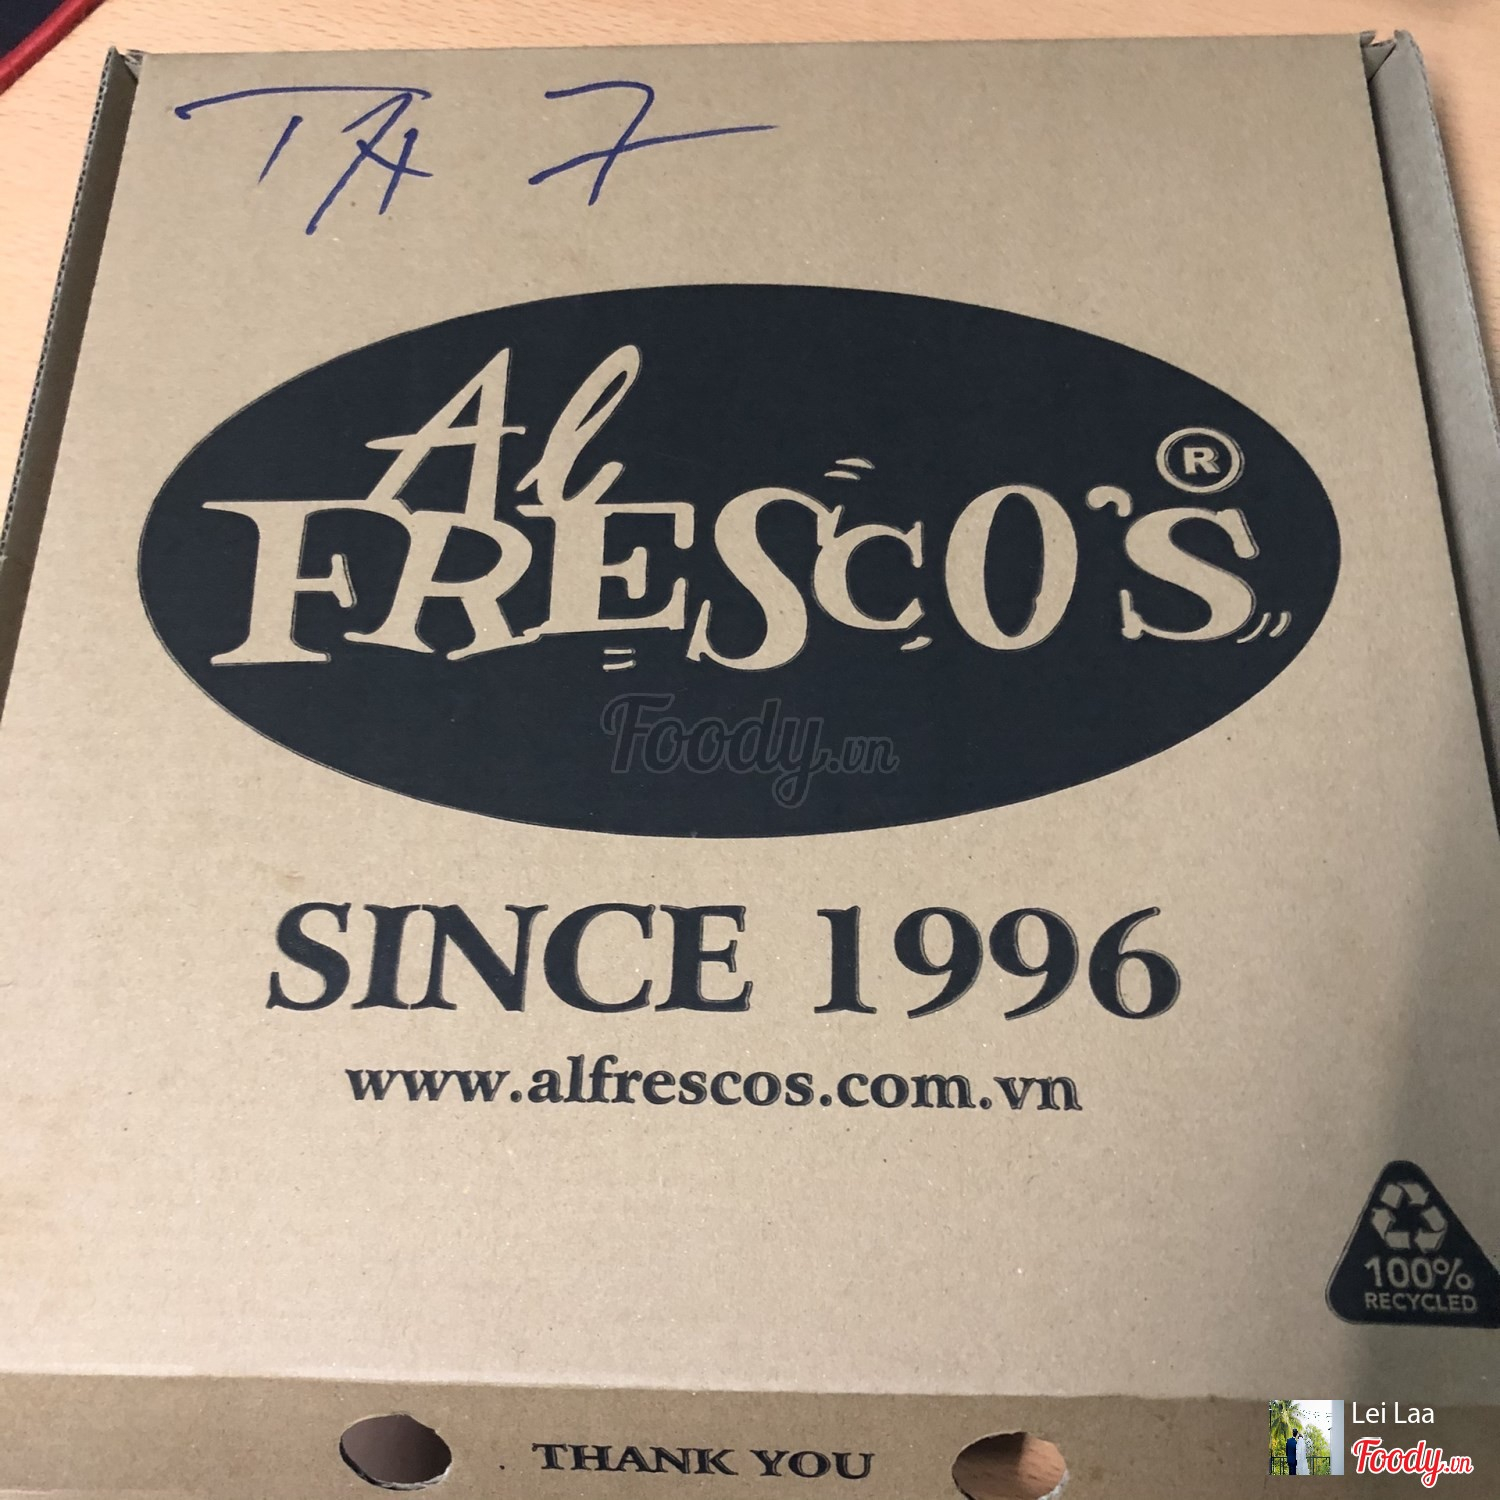 TA 7
Al
FRESCO'S ®
Foody.vn
SINCE 1996
www.alfrescos.com.vn
100%
RECYCLED
THANK YOU
Lei Laa
Foody.vn